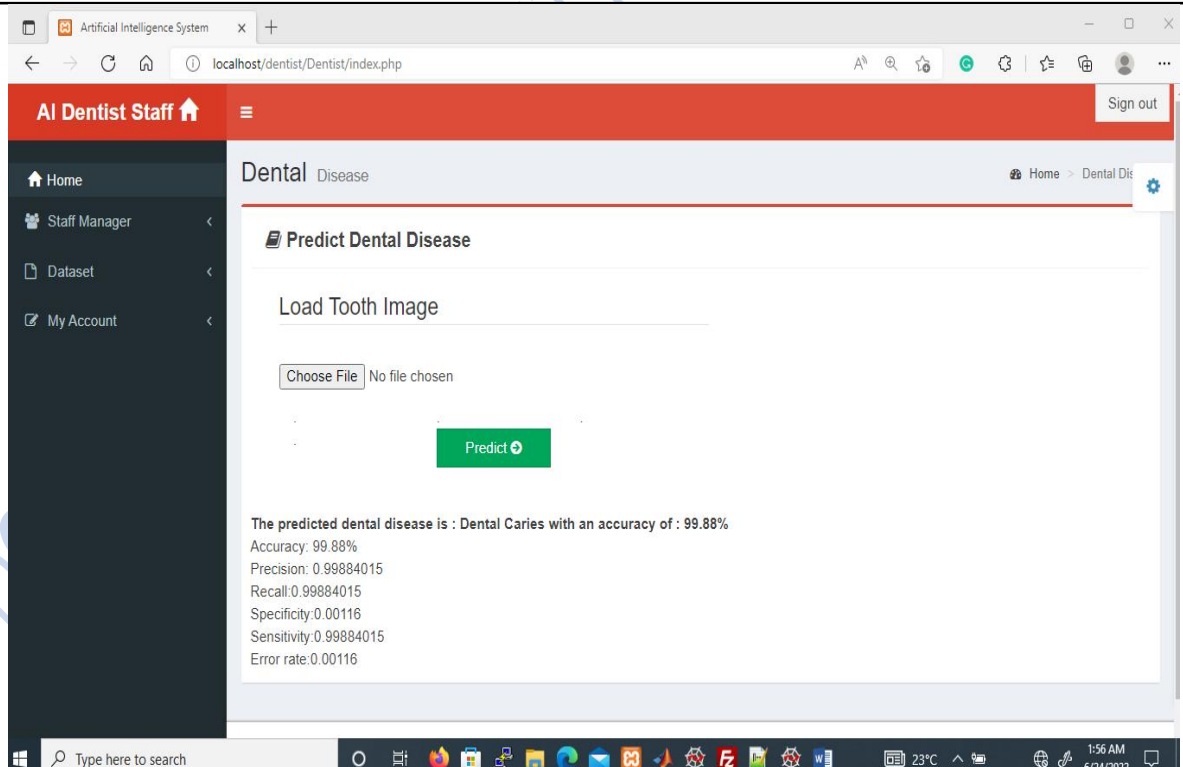 Artificial Intelligence System
localhost/dentist/Dentist/index.php
AI Dentist Staff
Sign out
Home
Staff Manager
Dataset
My Account
Dental Disease
Home > Dental Dis
Predict Dental Disease
Load Tooth Image
Choose File No file chosen
Predict
The predicted dental disease is : Dental Caries with an accuracy of : 99.88%
Accuracy: 99.88%
Precision: 0.99884015
Recall:0.99884015
Specificity:0.00116
Sensitivity:0.99884015
Error rate:0.00116
Type here to search
23°C
1:56 AM